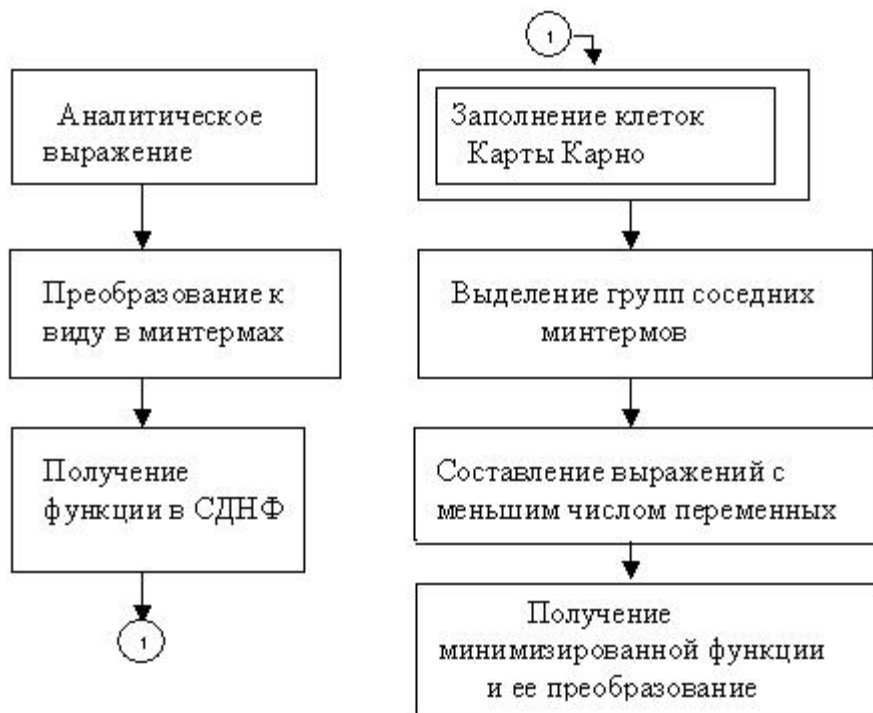 Аналитическое
выражение
Преобразование к
виду в минтермах
Получение
функции в СДНФ
1
1
Заполнение клеток
Карты Карно
Выделение групп соседних
минтермов
Составление выражений с
меньшим числом переменных
Получение
минимизированной функции
и ее преобразование